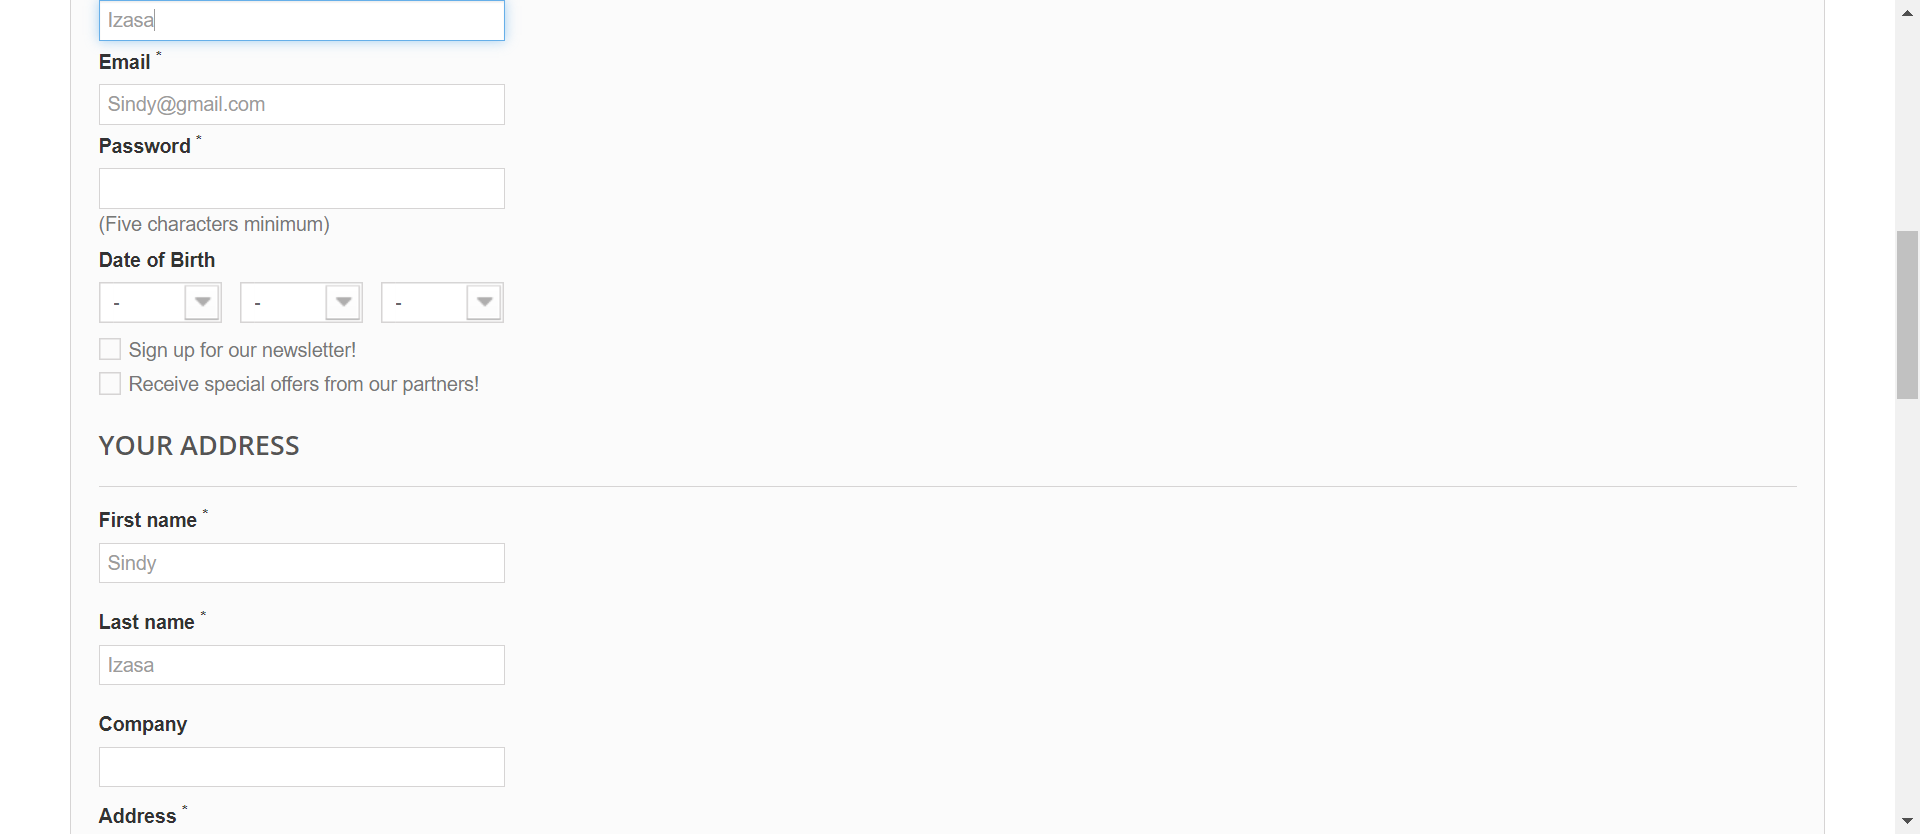 Izasa
Email *
Sindy@gmail.com
Password *
(Five characters minimum)
Date of Birth
- - -
Sign up for our newsletter!
Receive special offers from our partners!
YOUR ADDRESS
First name *
Sindy
Last name *
Izasa
Company
Address *